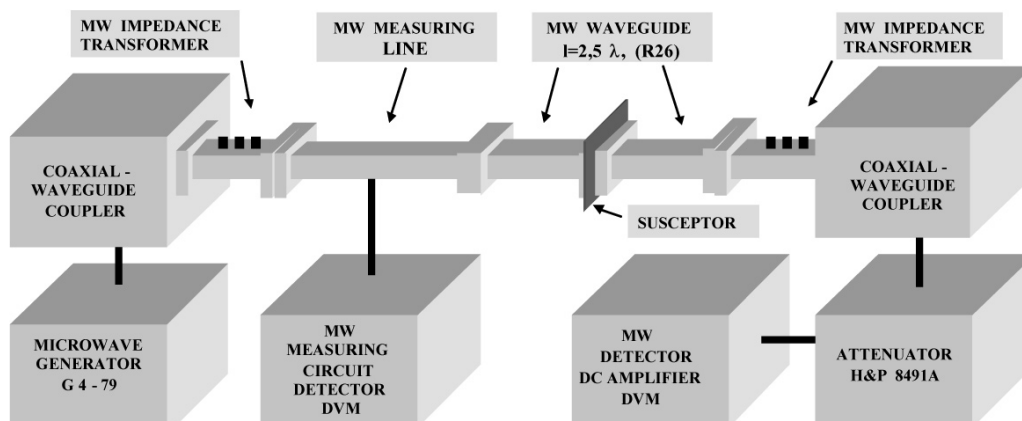 MW IMPEDANCE
TRANSFORMER
MW MEASURING
LINE
MW WAVEGUIDE
l=2,5 λ, (R26)
MW IMPEDANCE
TRANSFORMER
COAXIAL -
WAVEGUIDE
COUPLER
COAXIAL -
WAVEGUIDE
COUPLER
SUSCEPTOR
MICROWAVE
GENERATOR
G 4 - 79
MW
MEASURING
CIRCUIT
DETECTOR
DVM
MW
DETECTOR
DC AMPLIFIER
DVM
ATTENUATOR
H&P 8491A